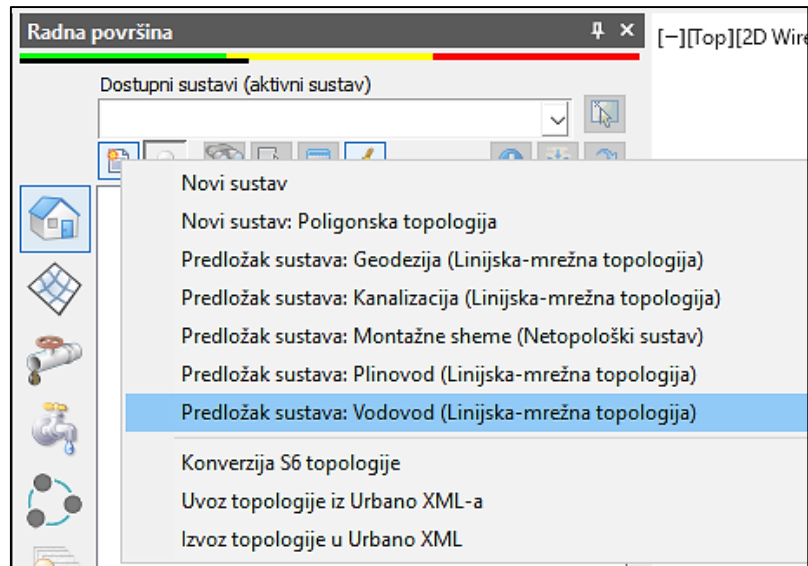 Radna površina
[−][Top][2D Wire
Dostupni sustavi (aktivni sustav)
Novi sustav
Novi sustav: Poligonska topologija
Predložak sustava: Geodezija (Linijska-mrežna topologija)
Predložak sustava: Kanalizacija (Linijska-mrežna topologija)
Predložak sustava: Montažne sheme (Netopološki sustav)
Predložak sustava: Plinovod (Linijska-mrežna topologija)
Predložak sustava: Vodovod (Linijska-mrežna topologija)
Konverzija S6 topologije
Uvoz topologije iz Urbano XML-a
Izvoz topologije u Urbano XML